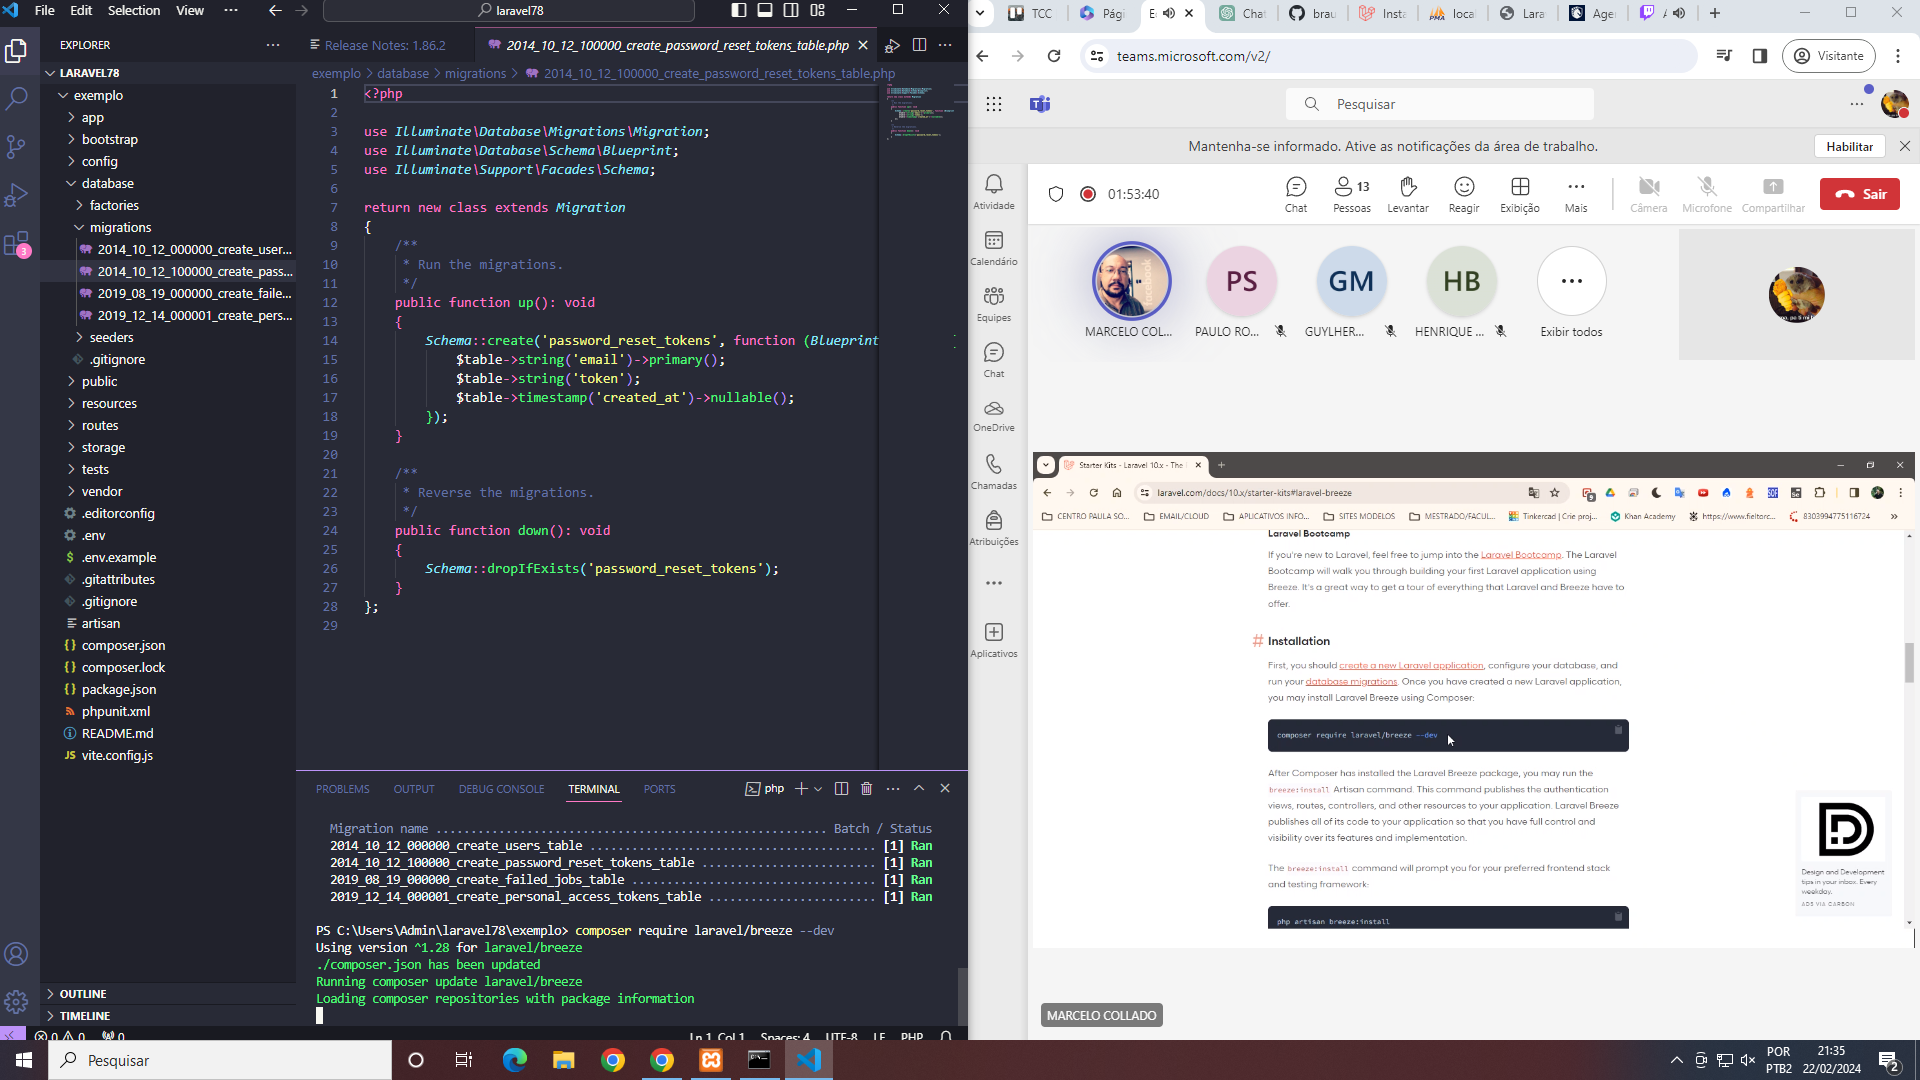 File Edit Selection View ··· laravel78
EXPLORER
LARAVEL78
exemplo
app
bootstrap
config
database
factories
migrations
2014_10_12_000000_create_user...
2014_10_12_100000_create_pass...
2019_08_19_000000_create_faile...
2019_12_14_000001_create_pers...
seeders
.gitignore
public
resources
routes
storage
tests
vendor
.editorconfig
.env
.env.example
.gitattributes
.gitignore
artisan
composer.json
composer.lock
package.json
phpunit.xml
README.md
vite.config.js
OUTLINE
TIMELINE
3
Release Notes: 1.86.2
2014_10_12_100000_create_password_reset_tokens_table.php
exemplo > database > migrations > 2014_10_12_100000_create_password_reset_tokens_table.php
1 <?php
2
3 use Illuminate\Database\Migrations\Migration;
4 use Illuminate\Database\Schema\Blueprint;
5 use Illuminate\Support\Facades\Schema;
6
7 return new class extends Migration
8 {
9 /**
10 * Run the migrations.
11 */
12 public function up(): void
13 {
14 Schema::create('password_reset_tokens', function (Blueprint
15 $table->string('email')->primary();
16 $table->string('token');
17 $table->timestamp('created_at')->nullable();
18 });
19 }
20
21 /**
22 * Reverse the migrations.
23 */
24 public function down(): void
25 {
26 Schema::dropIfExists('password_reset_tokens');
27 }
28 };
29
PROBLEMS OUTPUT DEBUG CONSOLE TERMINAL PORTS php
Migration name .................................................... Batch / Status
2014_10_12_000000_create_users_table ...................................... [1] Ran
2014_10_12_100000_create_password_reset_tokens_table ....................... [1] Ran
2019_08_19_000000_create_failed_jobs_table ................................. [1] Ran
2019_12_14_000001_create_personal_access_tokens_table ...................... [1] Ran
PS C:\Users\Admin\laravel78\exemplo> composer require laravel/breeze --dev
Using version ^1.28 for laravel/breeze
./composer.json has been updated
Running composer update laravel/breeze
Loading composer repositories with package information
0 0 0 Ln 1, Col 1 Spaces: 4 UTF-8 LF PHP
TCC Pági E Cha brau Insta loca Lara Age A
teams.microsoft.com/v2/
Visitante
Pesquisar
Mantenha-se informado. Ative as notificações da área de trabalho.
Habilitar
Atividade
Calendário
Equipes
Chat
OneDrive
Chamadas
Atribuições
Aplicativos
01:53:40
13
Chat Pessoas Levantar Reagir Exibição Mais Câmera Microfone Compartilhar
Sair
PS GM HB
MARCELO COL... PAULO RO... GUYLHER... HENRIQUE ... Exibir todos
Starter Kits - Laravel 10.x - The
laravel.com/docs/10.x/starter-kits#laravel-breeze
CENTRO PAULA SO... EMAIL/CLOUD APLICATIVOS INFO... SITES MODELOS MESTRADO/FACUL... Tinkercad | Crie proj... Khan Academy https://www.fieltorc... 8303994775116724
Laravel Bootcamp
If you're new to Laravel, feel free to jump into the Laravel Bootcamp. The Laravel
Bootcamp will walk you through building your first Laravel application using
Breeze. It's a great way to get a tour of everything that Laravel and Breeze have to
offer.
# Installation
First, you should create a new Laravel application, configure your database, and
run your database migrations. Once you have created a new Laravel application,
you may install Laravel Breeze using Composer:
composer require laravel/breeze --dev
After Composer has installed the Laravel Breeze package, you may run the
breeze:install Artisan command. This command publishes the authentication
views, routes, controllers, and other resources to your application. Laravel Breeze
publishes all of its code to your application so that you have full control and
visibility over its features and implementation.
The breeze:install command will prompt you for your preferred frontend stack
and testing framework:
php artisan breeze:install
Design and Development
tips in your inbox. Every
weekday.
ADS VIA CARBON
MARCELO COLLADO
Pesquisar
POR
PTB2
21:35
22/02/2024
2